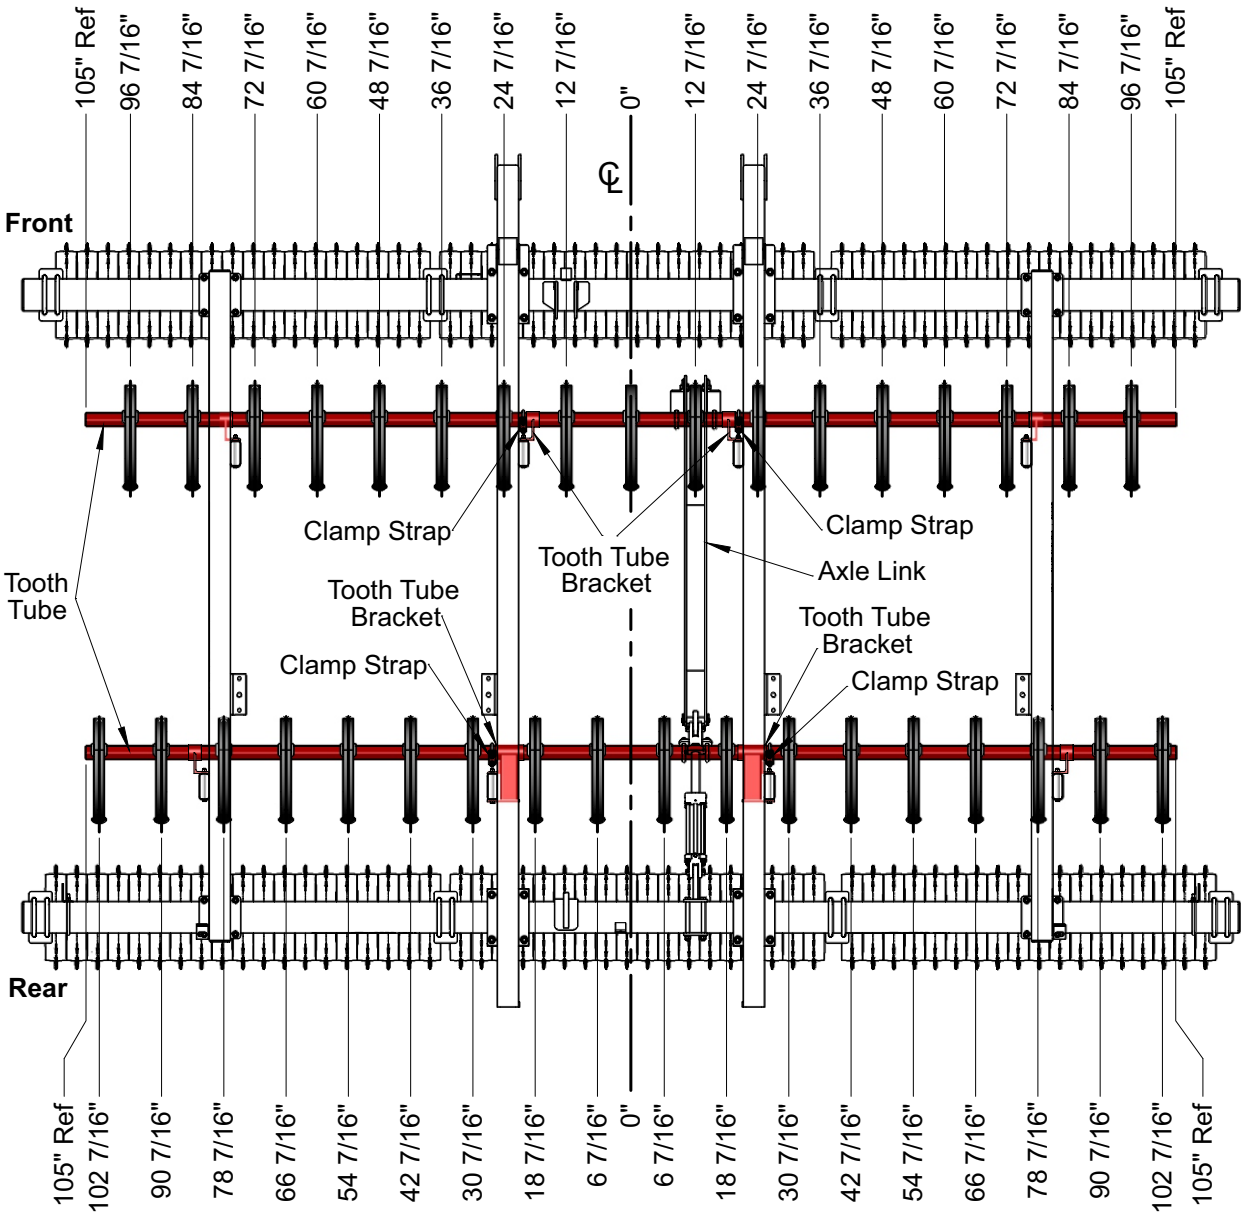 105" Ref
96 7/16"
84 7/16"
72 7/16"
60 7/16"
48 7/16"
36 7/16"
24 7/16"
12 7/16"
0"
12 7/16"
24 7/16"
36 7/16"
48 7/16"
60 7/16"
72 7/16"
84 7/16"
96 7/16"
105" Ref
℄
Front
Clamp Strap
Clamp Strap
Tooth Tube
Bracket
Axle Link
Tooth
Tube
Tooth Tube
Bracket
Tooth Tube
Bracket
Clamp Strap
Clamp Strap
Rear
105" Ref
102 7/16"
90 7/16"
78 7/16"
66 7/16"
54 7/16"
42 7/16"
30 7/16"
18 7/16"
6 7/16"
0"
6 7/16"
18 7/16"
30 7/16"
42 7/16"
54 7/16"
66 7/16"
78 7/16"
90 7/16"
102 7/16"
105" Ref